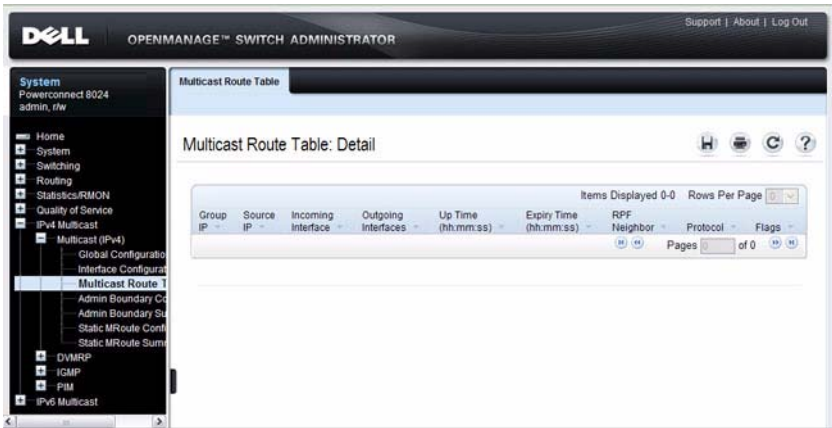 Support | About | Log Out
DELL OPENMANAGE™ SWITCH ADMINISTRATOR
System
Powerconnect 8024
admin, r/w
Multicast Route Table
Home
System
Switching
Routing
Statistics/RMON
Quality of Service
IPv4 Multicast
Multicast (IPv4)
Global Configuratio
Interface Configurat
Multicast Route T
Admin Boundary Co
Admin Boundary Su
Static MRoute Confi
Static MRoute Summ
DVMRP
IGMP
PIM
IPv6 Multicast
Multicast Route Table: Detail
Items Displayed 0-0 Rows Per Page 0
Group IP
Source IP
Incoming Interface
Outgoing Interfaces
Up Time (hh:mm:ss)
Expiry Time (hh:mm:ss)
RPF Neighbor
Protocol
Flags
Pages 0 of 0